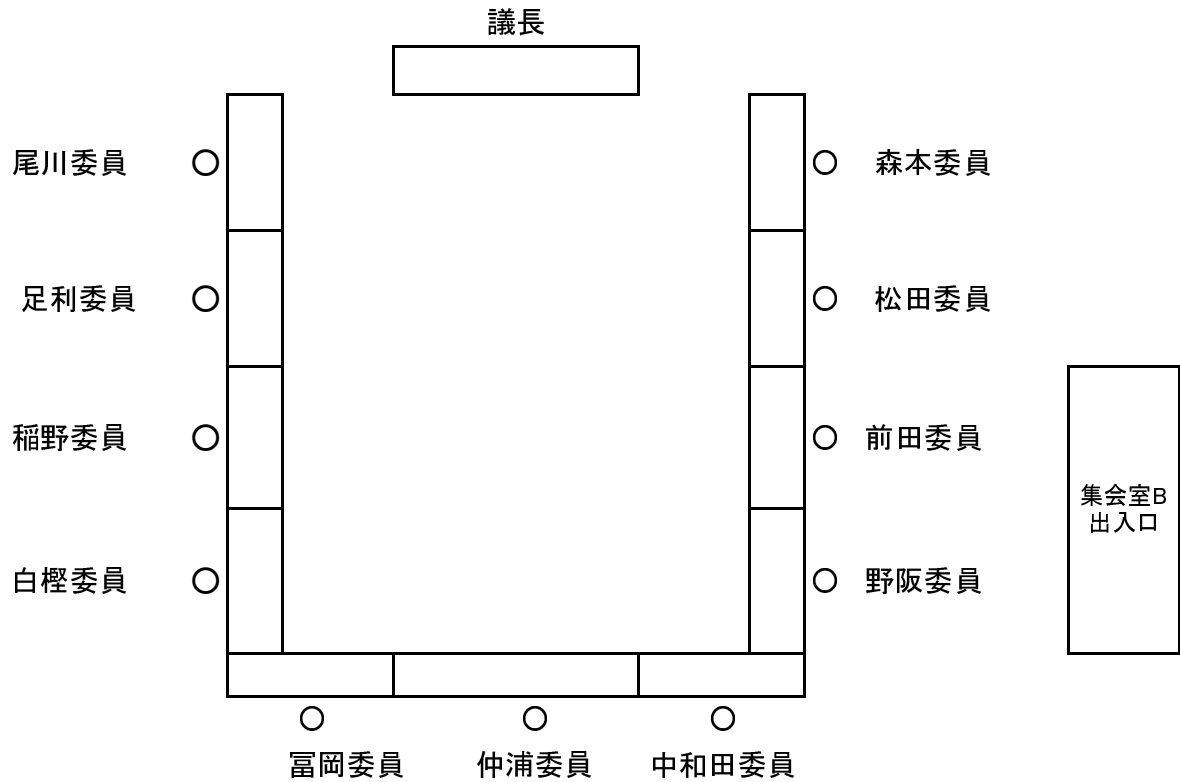 議長
尾川委員
森本委員
足利委員
松田委員
稲野委員
前田委員
集会室B
出入口
白樫委員
野阪委員
冨岡委員
仲浦委員
中和田委員